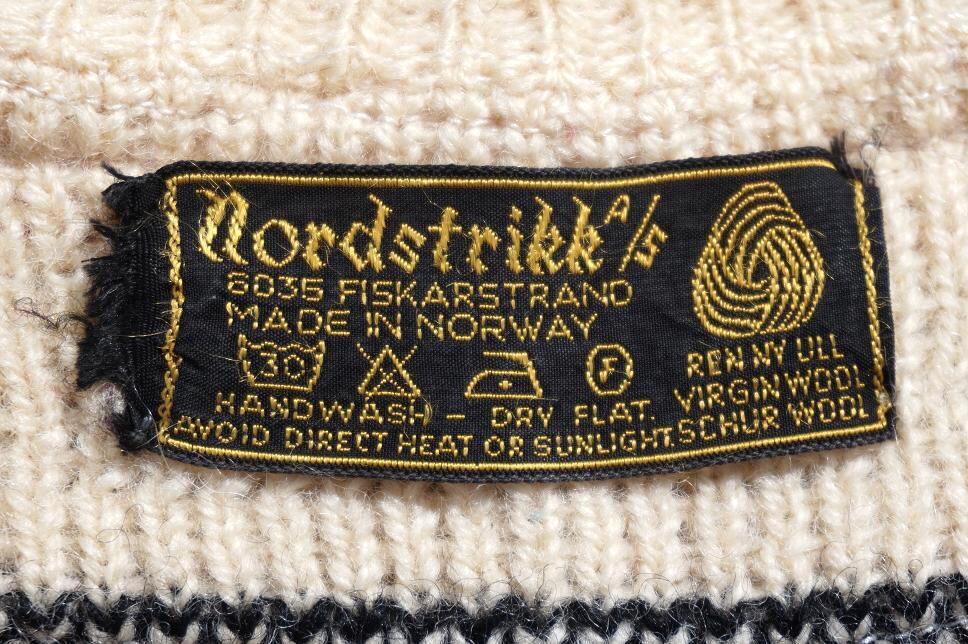 Nordstrikk A/s
6035 FISKARSTRAND
MADE IN NORWAY
30 F
REN NY ULL
VIRGIN WOOL
SCHUR WOOL
HANDWASH – DRY FLAT.
AVOID DIRECT HEAT OR SUNLIGHT.